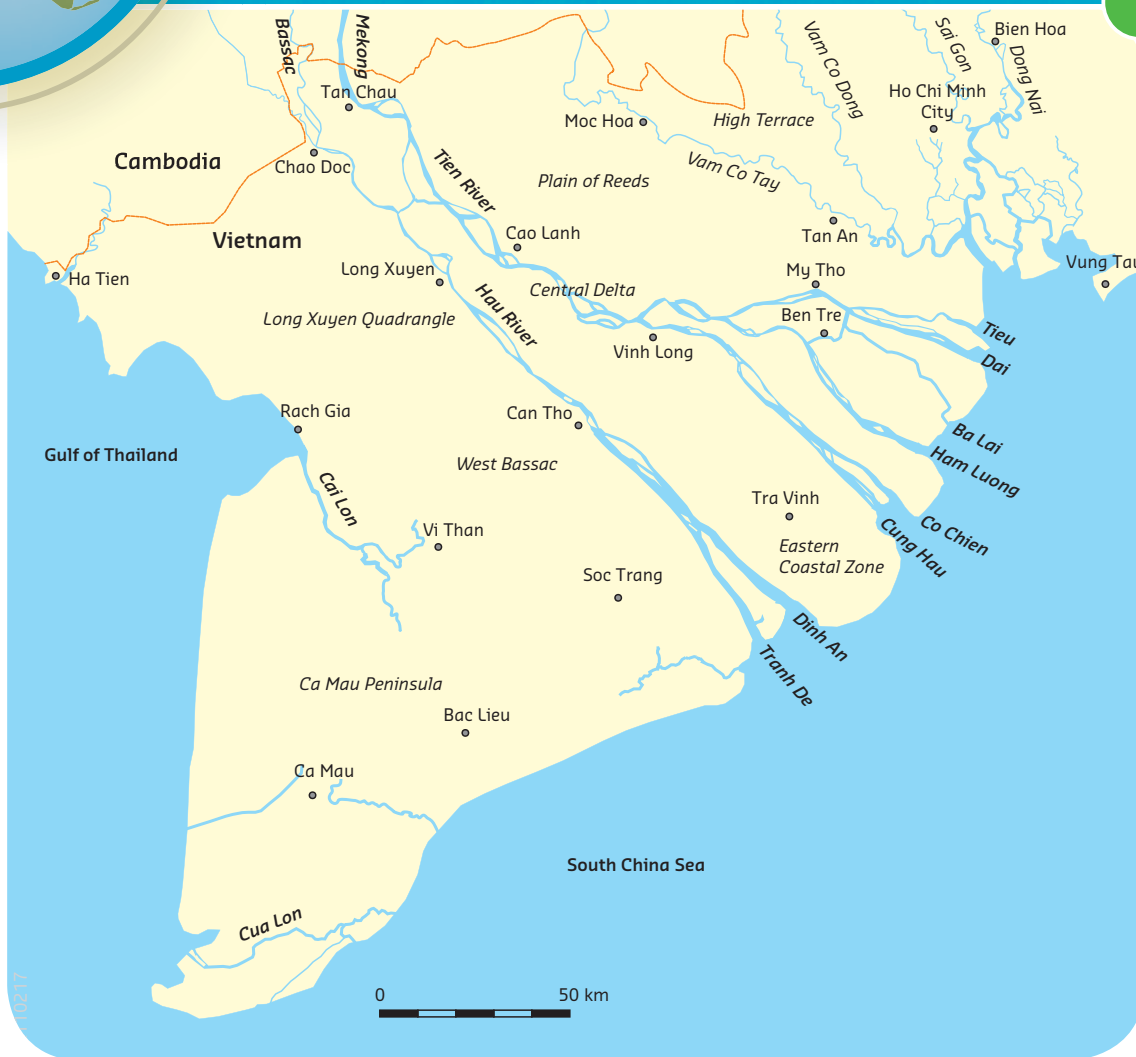 Bassac
Mekong
Vam Co Dong
Sai Gon
Bien Hoa
Dong Nai
Tan Chau
Ho Chi Minh
City
Moc Hoa
High Terrace
Cambodia
Chao Doc
Tien River
Plain of Reeds
Vam Co Tay
Vietnam
Cao Lanh
Tan An
Ha Tien
Long Xuyen
My Tho
Vung Tau
Central Delta
Hau River
Long Xuyen Quadrangle
Ben Tre
Tieu
Vinh Long
Dai
Rach Gia
Can Tho
Ba Lai
Gulf of Thailand
West Bassac
Ham Luong
Cai Lon
Tra Vinh
Vi Than
Co Chien
Cung Hau
Eastern
Coastal Zone
Soc Trang
Dinh An
Tranh De
Ca Mau Peninsula
Bac Lieu
Ca Mau
South China Sea
Cua Lon
0 50 km
110217